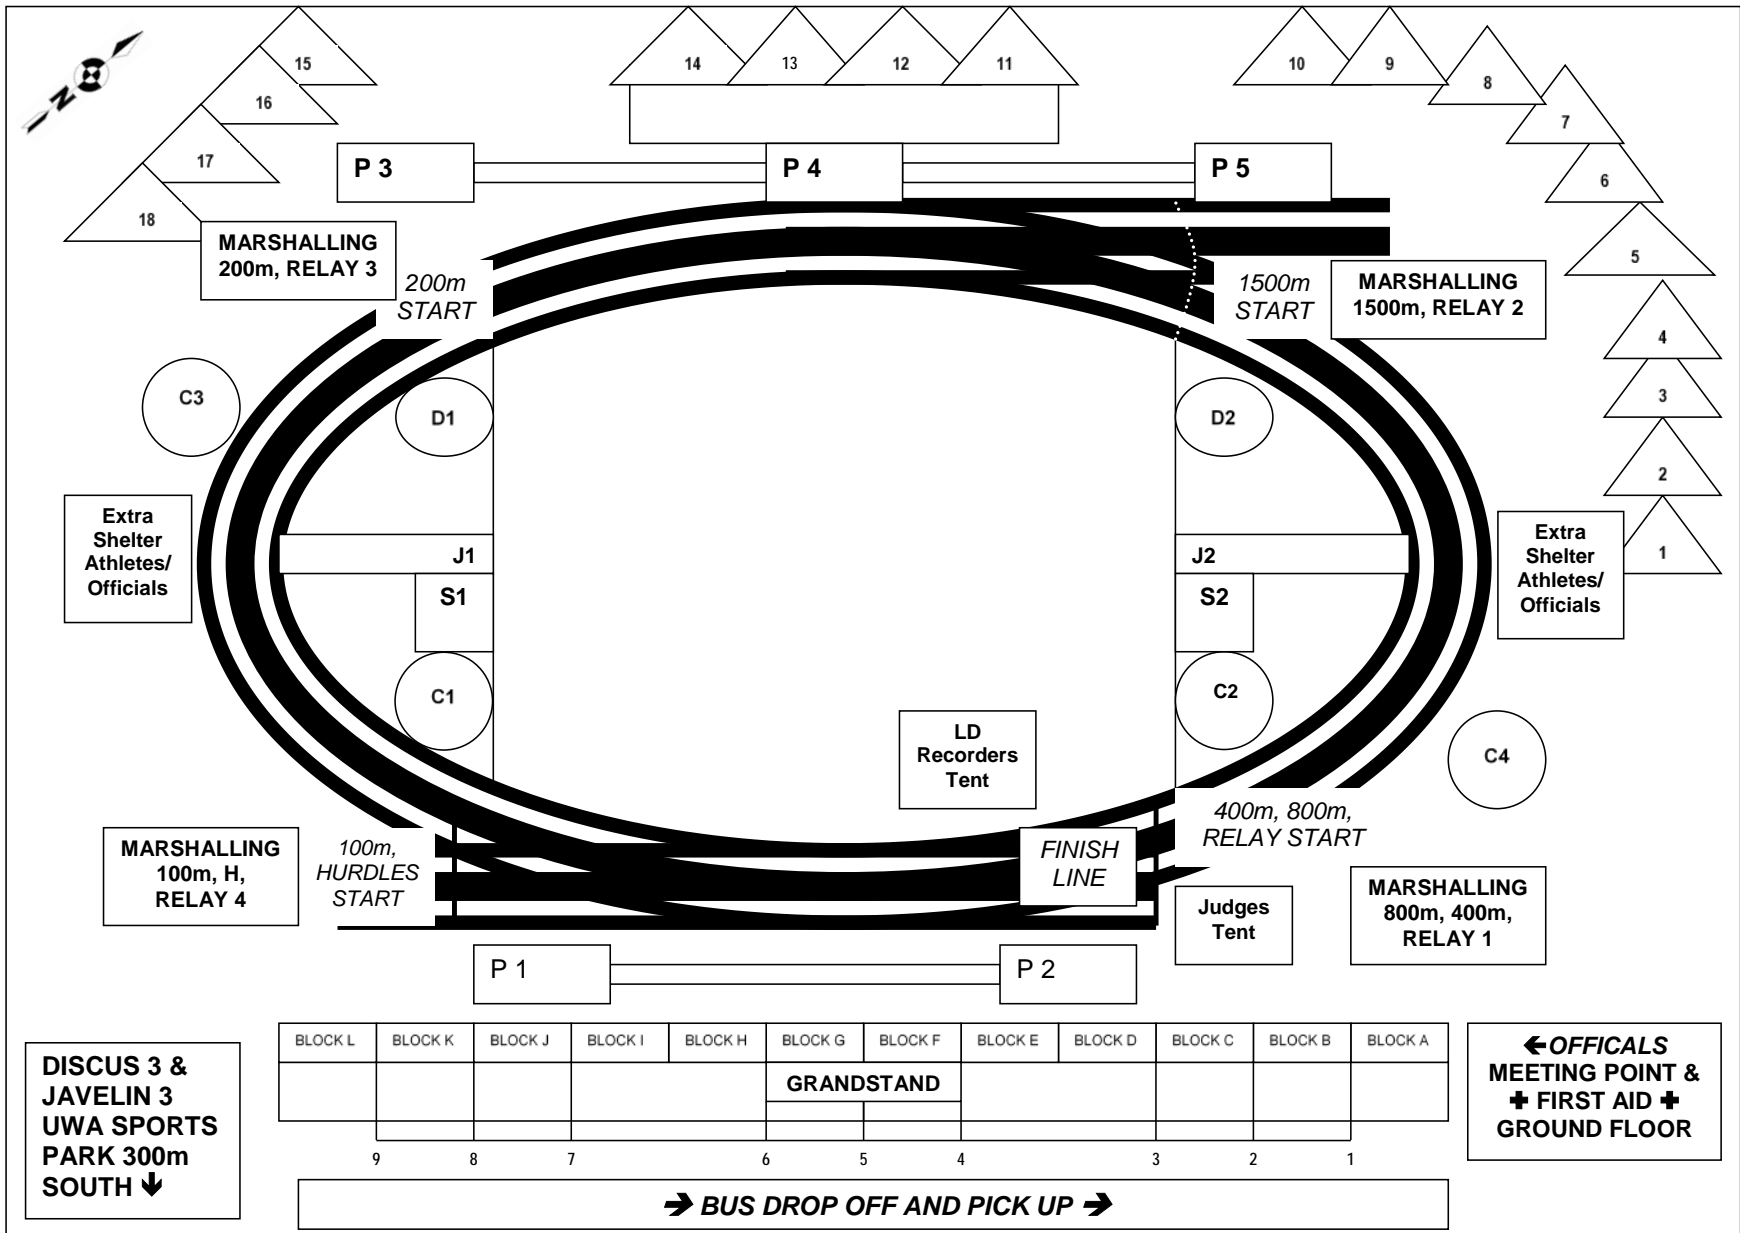 N
15
16
17
18
14
13
12
11
10
9
8
7
6
5
4
3
2
1
P 3
P 4
P 5
MARSHALLING
200m, RELAY 3
200m
START
1500m
START
MARSHALLING
1500m, RELAY 2
C3
D1
D2
Extra
Shelter
Athletes/
Officials
J1
S1
C1
J2
S2
C2
Extra
Shelter
Athletes/
Officials
LD
Recorders
Tent
C4
MARSHALLING
100m, H,
RELAY 4
100m,
HURDLES
START
FINISH
LINE
400m, 800m,
RELAY START
Judges
Tent
MARSHALLING
800m, 400m,
RELAY 1
P 1
P 2
BLOCK L
BLOCK K
BLOCK J
BLOCK I
BLOCK H
BLOCK G
BLOCK F
BLOCK E
BLOCK D
BLOCK C
BLOCK B
BLOCK A
GRANDSTAND
9
8
7
6
5
4
3
2
1
DISCUS 3 &
JAVELIN 3
UWA SPORTS
PARK 300m
SOUTH 🡻
🡸OFFICALS
MEETING POINT &
✚ FIRST AID ✚
GROUND FLOOR
🡺 BUS DROP OFF AND PICK UP 🡺